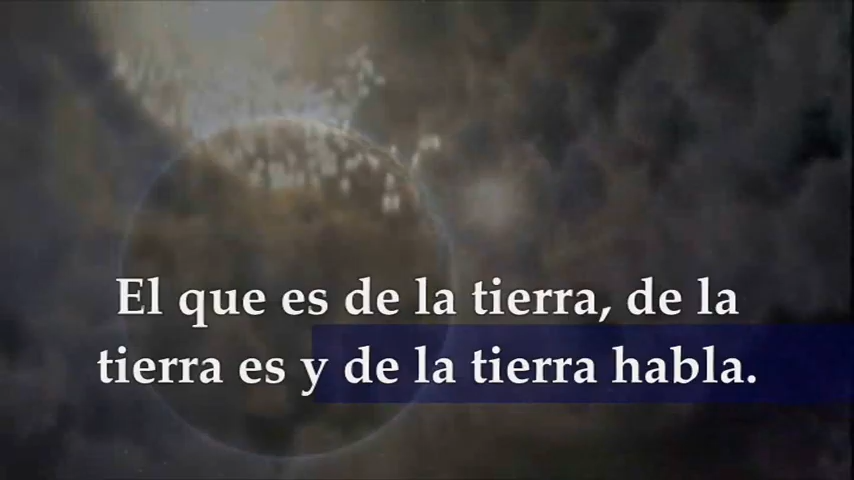 El que es de la tierra, de la
tierra es y de la tierra habla.